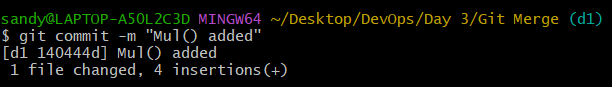 sandy@LAPTOP-A5OL2C3D MINGW64 ~/Desktop/DevOps/Day 3/Git Merge (d1)
$ git commit -m "Mul() added"
[d1 140444d] Mul() added
 1 file changed, 4 insertions(+)